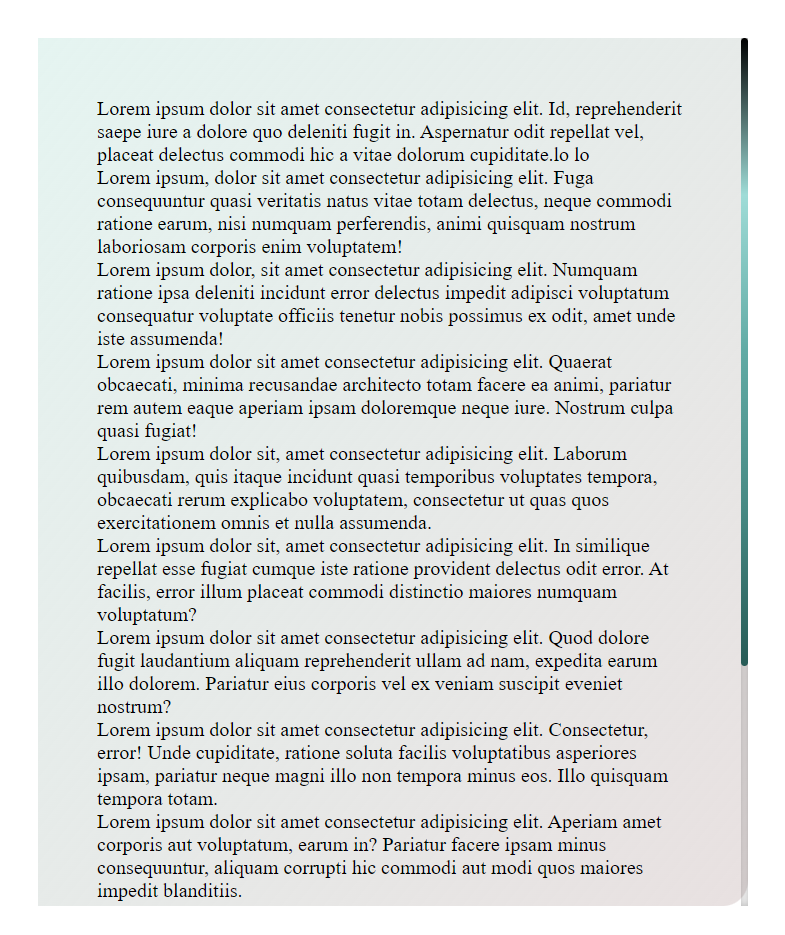 Lorem ipsum dolor sit amet consectetur adipisicing elit. Id, reprehenderit
saepe iure a dolore quo deleniti fugit in. Aspernatur odit repellat vel,
placeat delectus commodi hic a vitae dolorum cupiditate.lo lo
Lorem ipsum, dolor sit amet consectetur adipisicing elit. Fuga
consequuntur quasi veritatis natus vitae totam delectus, neque commodi
ratione earum, nisi numquam perferendis, animi quisquam nostrum
laboriosam corporis enim voluptatem!
Lorem ipsum dolor, sit amet consectetur adipisicing elit. Numquam
ratione ipsa deleniti incidunt error delectus impedit adipisci voluptatum
consequatur voluptate officiis tenetur nobis possimus ex odit, amet unde
iste assumenda!
Lorem ipsum dolor sit amet consectetur adipisicing elit. Quaerat
obcaecati, minima recusandae architecto totam facere ea animi, pariatur
rem autem eaque aperiam ipsam doloremque neque iure. Nostrum culpa
quasi fugiat!
Lorem ipsum dolor sit, amet consectetur adipisicing elit. Laborum
quibusdam, quis itaque incidunt quasi temporibus voluptates tempora,
obcaecati rerum explicabo voluptatem, consectetur ut quas quos
exercitationem omnis et nulla assumenda.
Lorem ipsum dolor sit, amet consectetur adipisicing elit. In similique
repellat esse fugiat cumque iste ratione provident delectus odit error. At
facilis, error illum placeat commodi distinctio maiores numquam
voluptatum?
Lorem ipsum dolor sit amet consectetur adipisicing elit. Quod dolore
fugit laudantium aliquam reprehenderit ullam ad nam, expedita earum
illo dolorem. Pariatur eius corporis vel ex veniam suscipit eveniet
nostrum?
Lorem ipsum dolor sit amet consectetur adipisicing elit. Consectetur,
error! Unde cupiditate, ratione soluta facilis voluptatibus asperiores
ipsam, pariatur neque magni illo non tempora minus eos. Illo quisquam
tempora totam.
Lorem ipsum dolor sit amet consectetur adipisicing elit. Aperiam amet
corporis aut voluptatum, earum in? Pariatur facere ipsam minus
consequuntur, aliquam corrupti hic commodi aut modi quos maiores
impedit blanditiis.